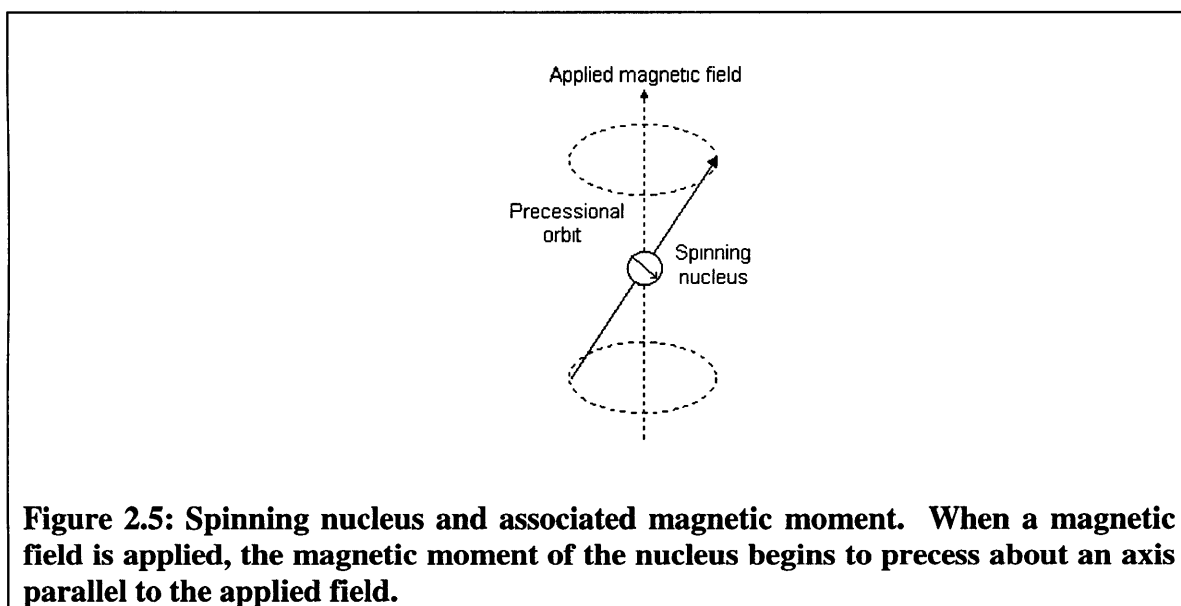 Applied magnetic field
Precessional
orbit
Spinning
nucleus
Figure 2.5: Spinning nucleus and associated magnetic moment. When a magnetic
field is applied, the magnetic moment of the nucleus begins to precess about an axis
parallel to the applied field.